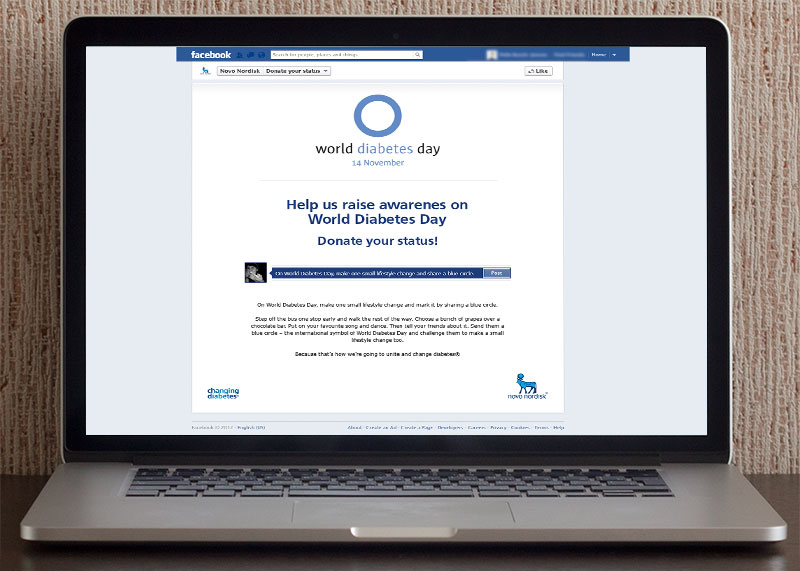 facebook Search for people, places and things Home
Novo Nordisk Donate your status Like
world diabetes day
14 November
Help us raise awarenes on
World Diabetes Day
Donate your status!
On World Diabetes Day, make one small lifestyle change and share a blue circle. Post
On World Diabetes Day, make one small lifestyle change and mark it by sharing a blue circle.
Step off the bus one stop early and walk the rest of the way. Choose a bunch of grapes over a
chocolate bar. Put on your favourite song and dance. Then tell your friends about it. Send them a
blue circle – the international symbol of World Diabetes Day and challenge them to make a small
lifestyle change too.
Because that's how we're going to unite and change diabetes®
changing
diabetes®
novo nordisk
Facebook © 2012 · English (US) About · Create an Ad · Create a Page · Developers · Careers · Privacy · Cookies · Terms · Help